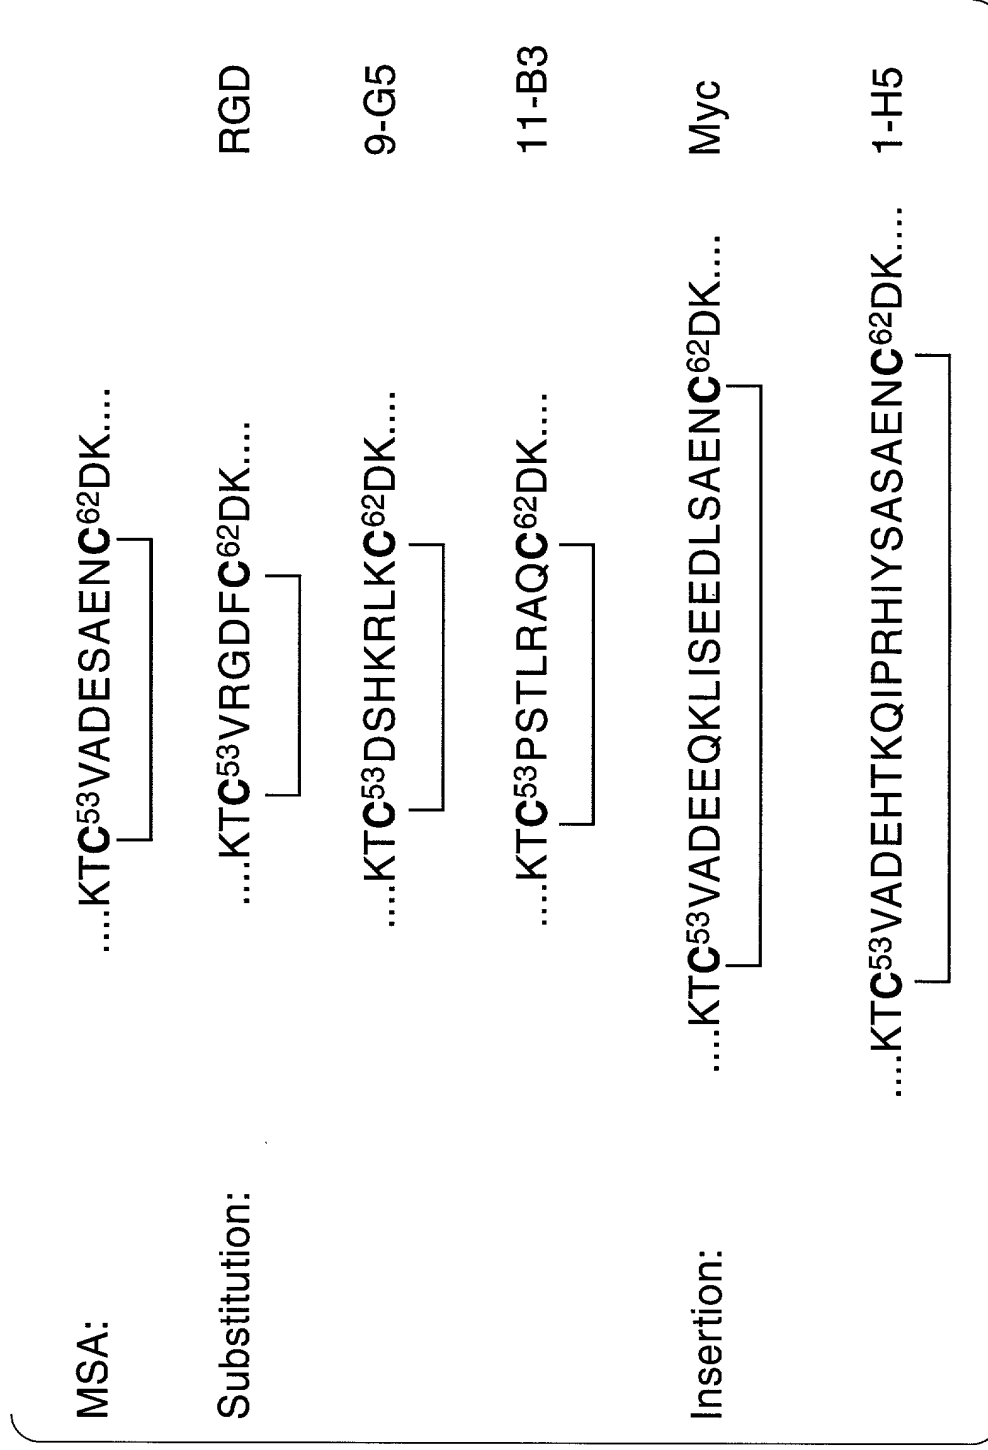 MSA: ....KTC⁵³VADESAENC⁶²DK....
Substitution: ....KTC⁵³VRGDFC⁶²DK.... RGD
....KTC⁵³DSHKRLKC⁶²DK.... 9-G5
....KTC⁵³PSTLRAQC⁶²DK.... 11-B3
Insertion: ....KTC⁵³VADEEQKLISEEDLSAENC⁶²DK.... Myc
....KTC⁵³VADEHTKQIPRHIYSASAENC⁶²DK.... 1-H5